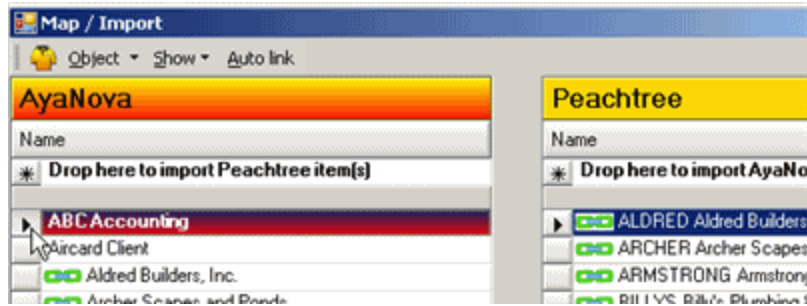 Map / Import
Object Show Auto link
AyaNova
Peachtree
Name
Name
Drop here to import Peachtree item(s)
Drop here to import AyaNo
ABC Accounting
ALDRED Aldred Builders
Aircard Client
ARCHER Archer Scapes
Aldred Builders, Inc.
ARMSTRONG Armstrong
Archer Scapes and Ponds
BILLYS Billy's Plumbing